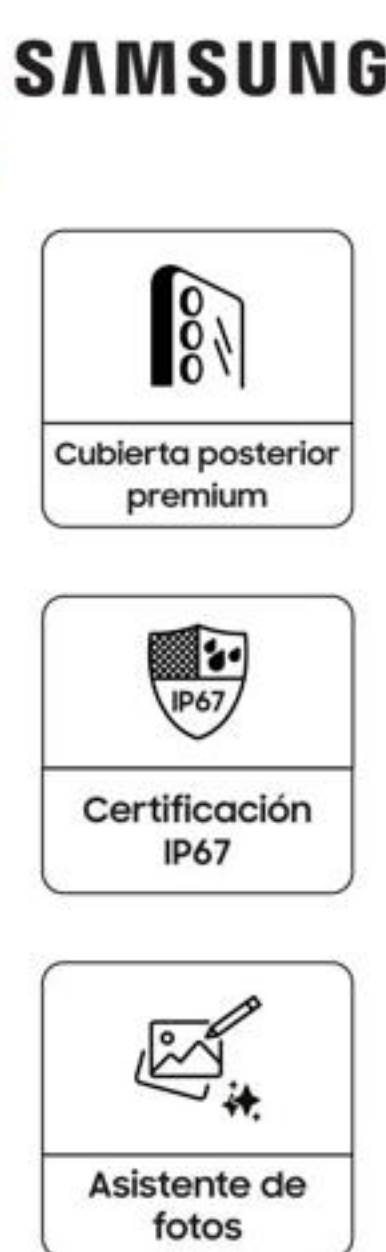 SAMSUNG
Cubierta posterior
premium
IP67
Certificación
IP67
Asistente de
fotos